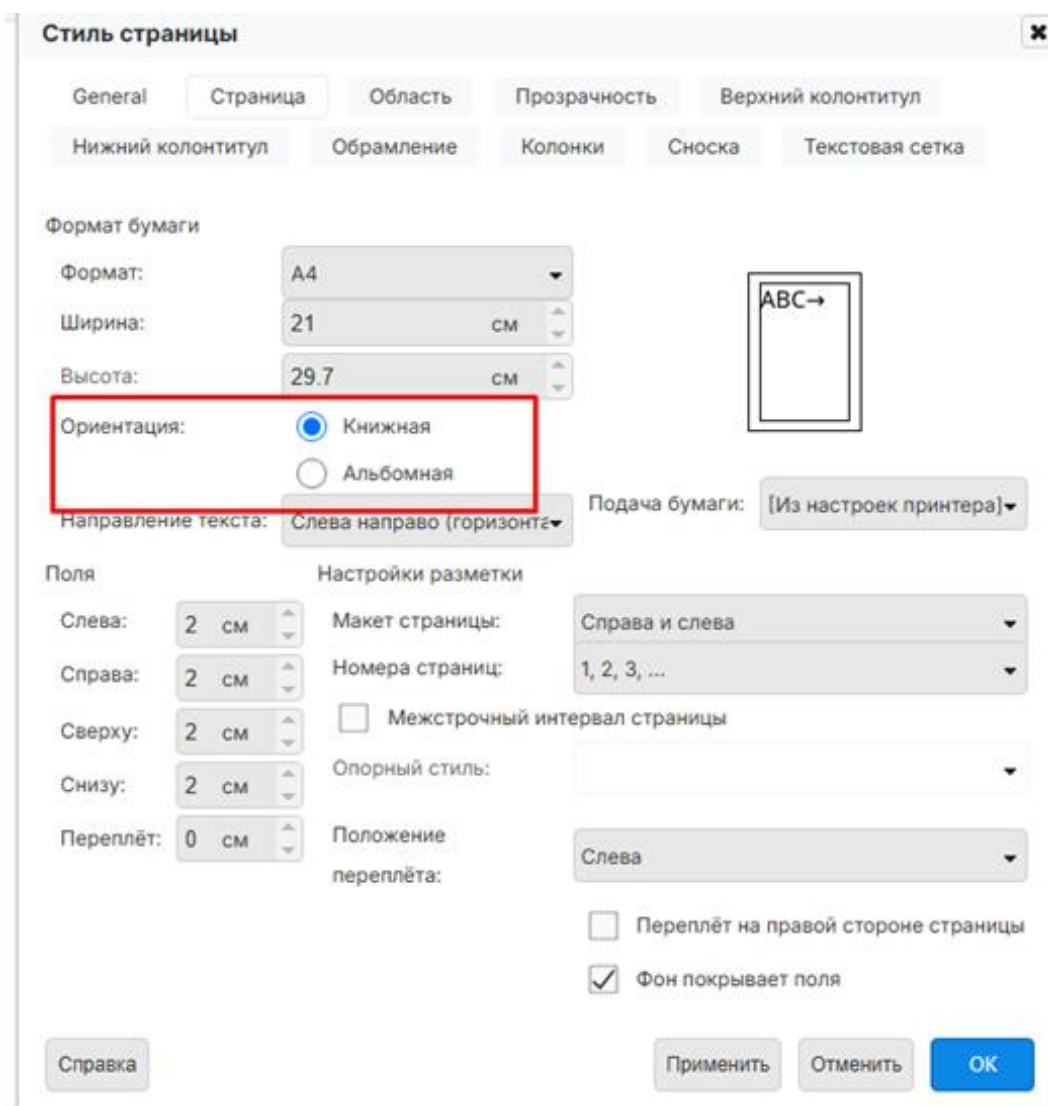 Стиль страницы
General Страница Область Прозрачность Верхний колонтитул
Нижний колонтитул Обрамление Колонки Сноска Текстовая сетка
Формат бумаги
Формат: A4
ABC→
Ширина: 21 см
Высота: 29.7 см
Ориентация: Книжная
Альбомная
Подача бумаги: [Из настроек принтера]
Направление текста: Слева направо (горизонта
Поля Настройки разметки
Слева: 2 см Макет страницы: Справа и слева
Справа: 2 см Номера страниц: 1, 2, 3, ...
Сверху: 2 см Межстрочный интервал страницы
Снизу: 2 см Опорный стиль:
Переплёт: 0 см Положение переплёта: Слева
Переплёт на правой стороне страницы
Фон покрывает поля
Справка Применить Отменить OK